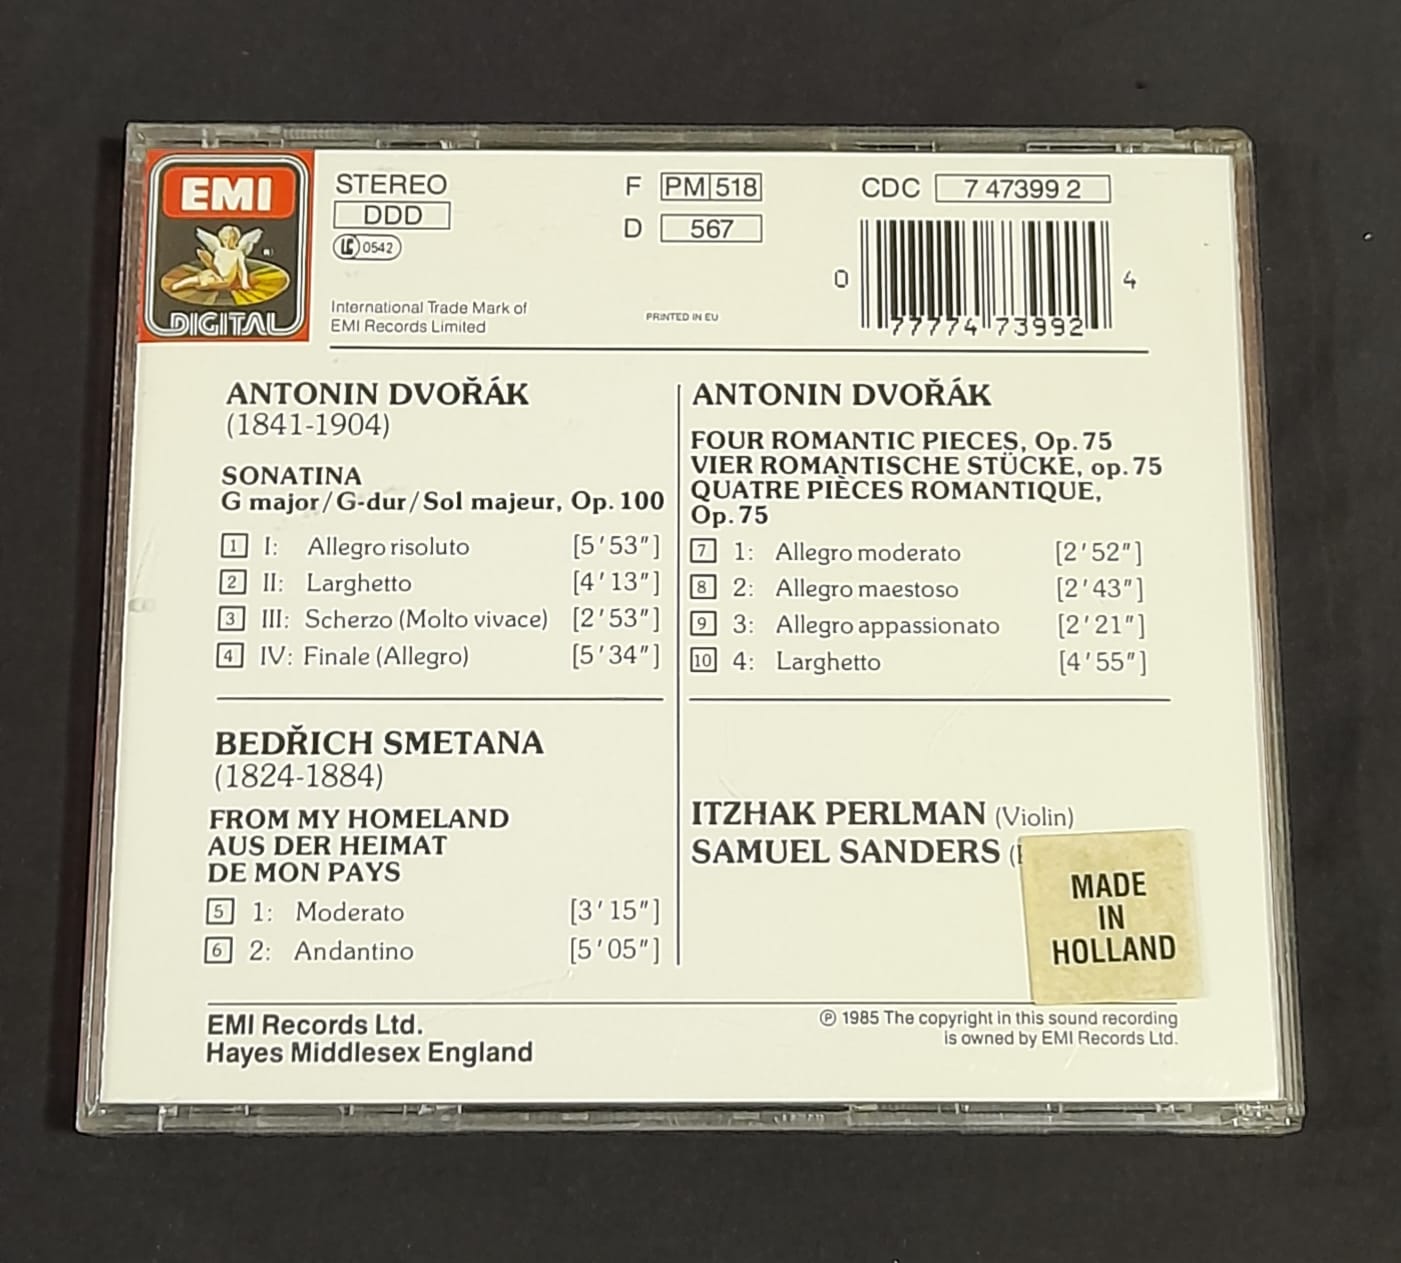 EMI
®
DIGITAL
STEREO
DDD
LC 0542
International Trade Mark of
EMI Records Limited
F PM 518
D 567
PRINTED IN EU
CDC 7 47399 2
0 77774 73992 4
ANTONIN DVOŘÁK
(1841-1904)
SONATINA
G major/G-dur/Sol majeur, Op. 100
1 I: Allegro risoluto [5′53″]
2 II: Larghetto [4′13″]
3 III: Scherzo (Molto vivace) [2′53″]
4 IV: Finale (Allegro) [5′34″]
BEDŘICH SMETANA
(1824-1884)
FROM MY HOMELAND
AUS DER HEIMAT
DE MON PAYS
5 1: Moderato [3′15″]
6 2: Andantino [5′05″]
ANTONIN DVOŘÁK
FOUR ROMANTIC PIECES, Op. 75
VIER ROMANTISCHE STÜCKE, op. 75
QUATRE PIÈCES ROMANTIQUE,
Op. 75
7 1: Allegro moderato [2′52″]
8 2: Allegro maestoso [2′43″]
9 3: Allegro appassionato [2′21″]
10 4: Larghetto [4′55″]
ITZHAK PERLMAN (Violin)
SAMUEL SANDERS
MADE
IN
HOLLAND
EMI Records Ltd.
Hayes Middlesex England
℗ 1985 The copyright in this sound recording
is owned by EMI Records Ltd.